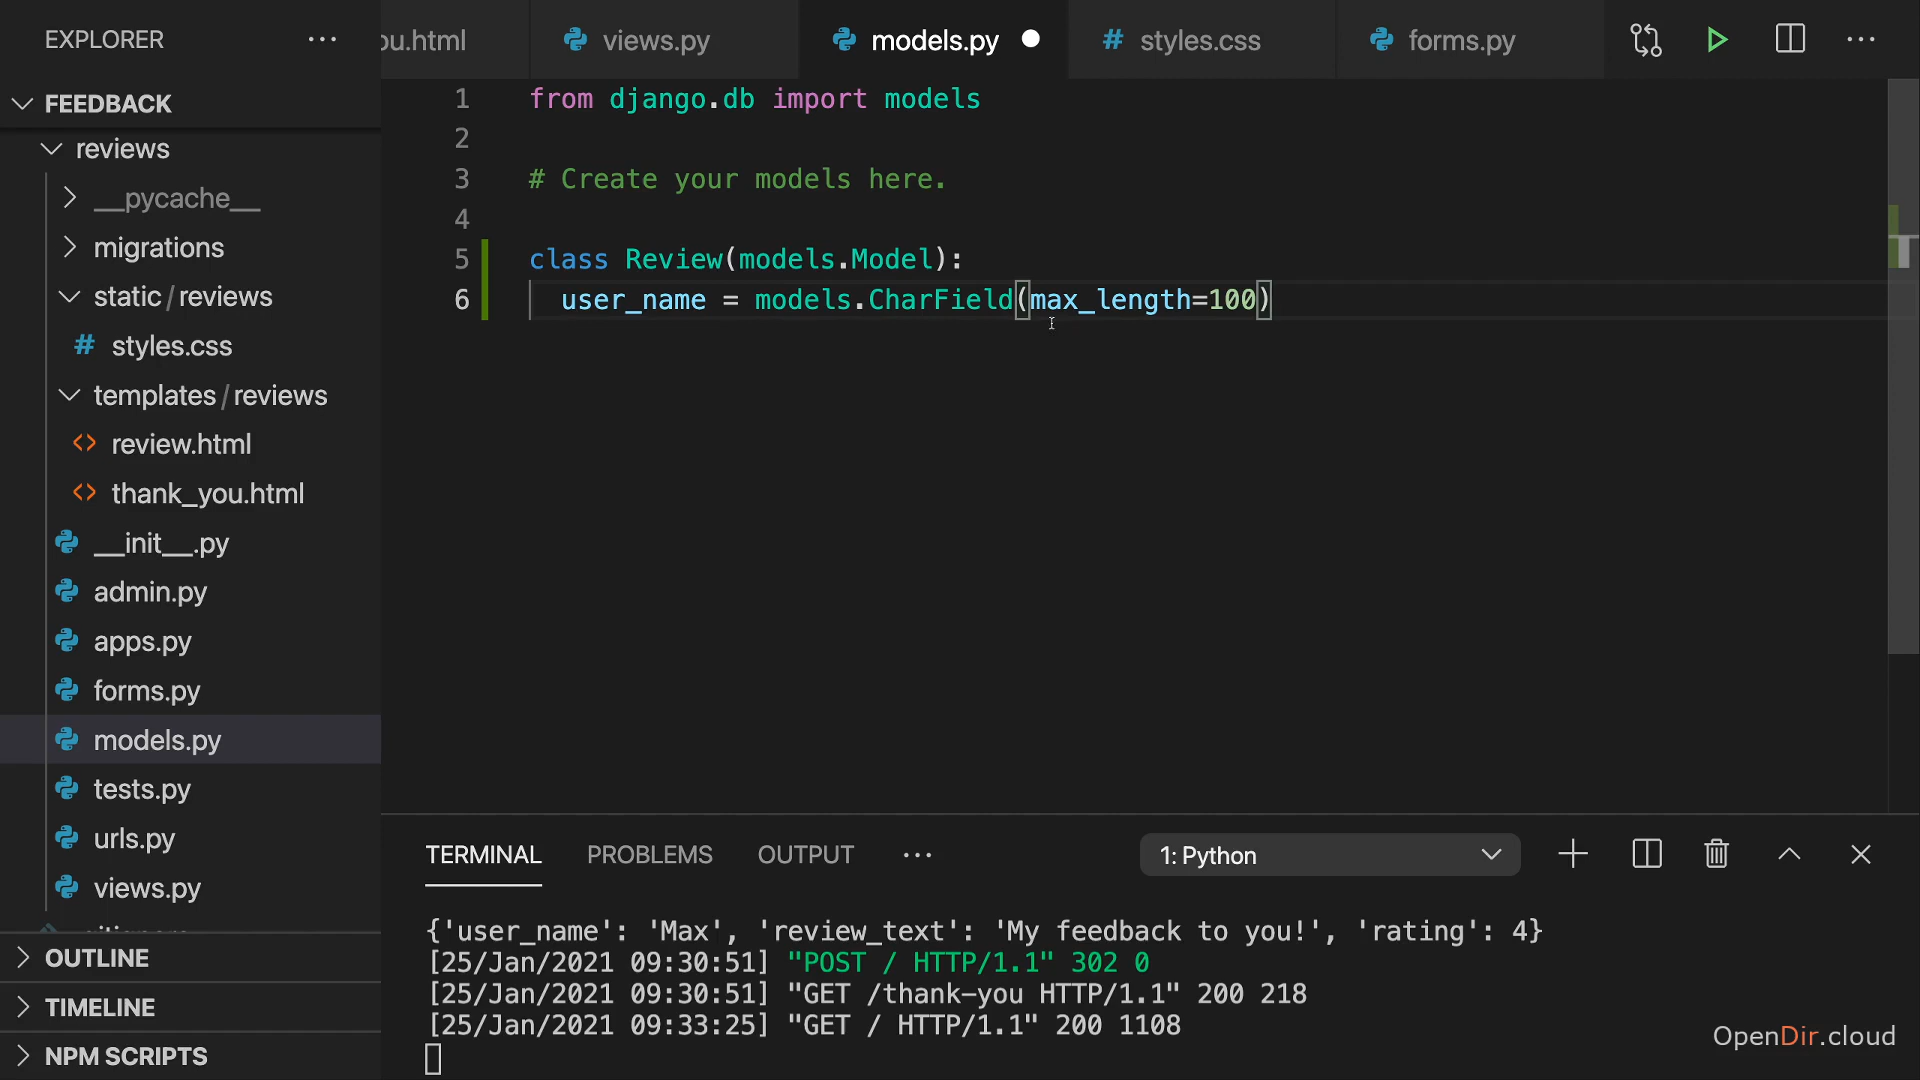 EXPLORER
FEEDBACK
reviews
__pycache__
migrations
static/reviews
# styles.css
templates/reviews
<> review.html
<> thank_you.html
__init__.py
admin.py
apps.py
forms.py
models.py
tests.py
urls.py
views.py
OUTLINE
TIMELINE
NPM SCRIPTS
ou.html
views.py
models.py
# styles.css
forms.py
1 from django.db import models
2
3 # Create your models here.
4
5 class Review(models.Model):
6 user_name = models.CharField(max_length=100)
TERMINAL PROBLEMS OUTPUT ··· 1: Python
{'user_name': 'Max', 'review_text': 'My feedback to you!', 'rating': 4}
[25/Jan/2021 09:30:51] "POST / HTTP/1.1" 302 0
[25/Jan/2021 09:30:51] "GET /thank-you HTTP/1.1" 200 218
[25/Jan/2021 09:33:25] "GET / HTTP/1.1" 200 1108
OpenDir.cloud